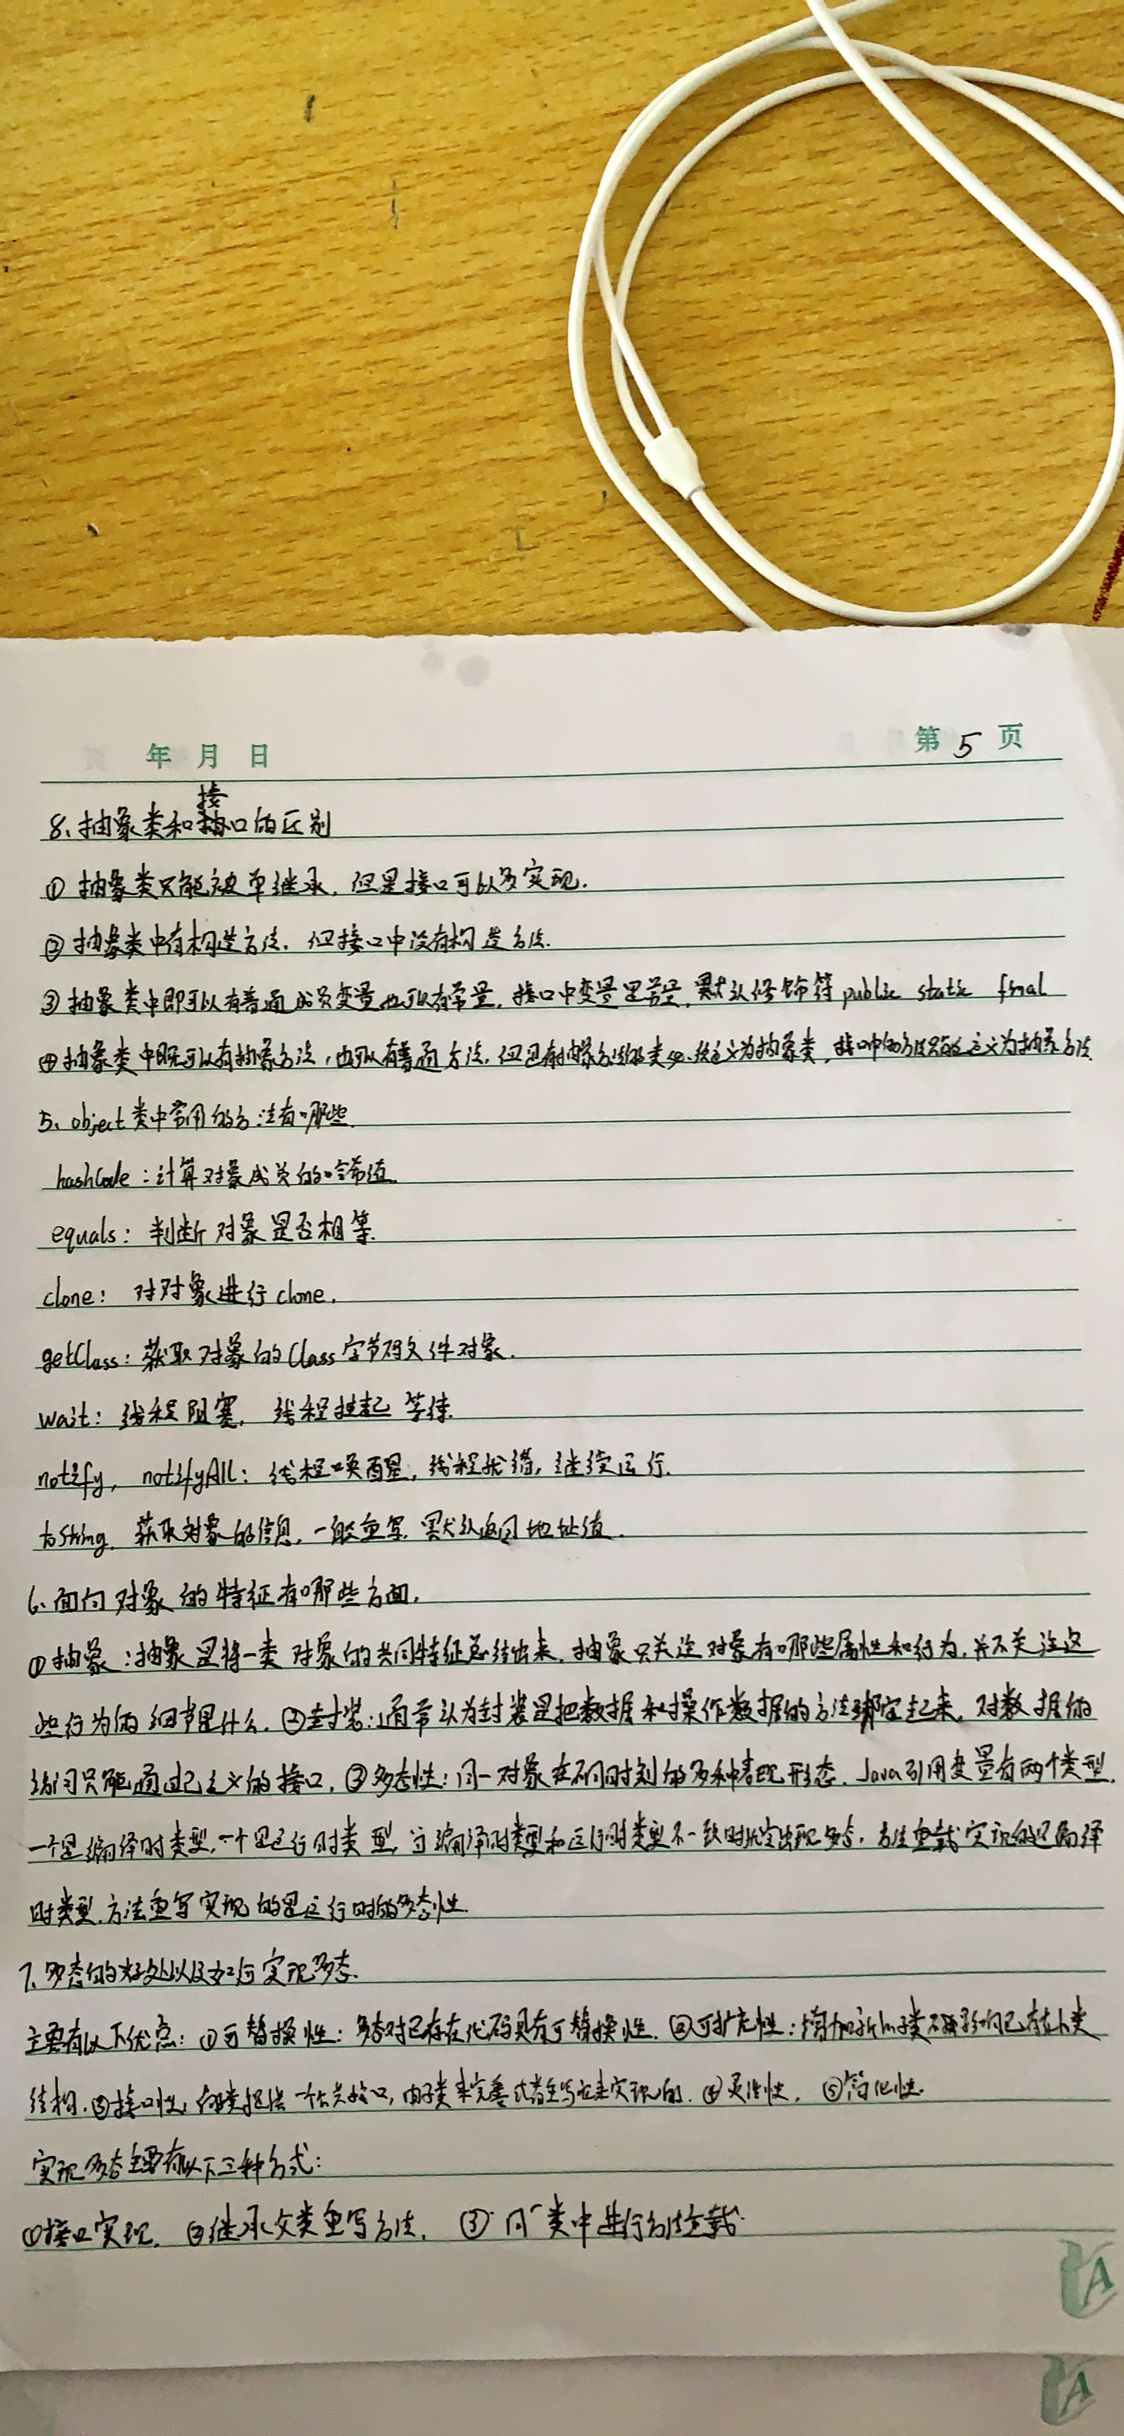 年 月 日
第 5 页
8、抽象类和接口的区别
① 抽象类只能被单继承，但是接口可以多实现.
② 抽象类中有构造方法，但接口中没有构造方法.
③ 抽象类中即可以有普通成员变量也可以有常量，接口中变量是常量，默认修饰符 public static final
④ 抽象类中既可以有抽象方法，也可以有普通方法，但包有抽象方法的类必须定义为抽象类，接口中的方法只能定义为抽象方法
5、object类中常用的方法有哪些
hashCode：计算对象成员的哈希值.
equals：判断对象是否相等.
clone：对对象进行clone.
getClass：获取对象的Class字节码文件对象.
wait：线程阻塞，线程挂起等待.
notify，notifyAll：线程唤醒，线程就绪，继续运行.
toString 获取对象的信息，一般重写，默认返回地址值.
6、面向对象的特征有哪些方面.
①抽象：抽象是将一类对象的共同特征总结出来，抽象只关注对象有哪些属性和行为，并不关注这
些行为的细节是什么. ②封装：通常认为封装是把数据和操作数据的方法绑定起来，对数据的
访问只能通过已定义的接口，③多态性：同一对象在不同时刻的多种表现形态. Java引用变量有两个类型，
一个是编译时类型，一个是运行时类型，当编译时类型和运行时类型不一致时就会出现多态，方法重载实现的是编译
时类型，方法重写实现的是运行时的多态性.
7、多态的好处以及如何实现多态.
主要有以下优点：①可替换性：多态对已存在代码具有可替换性. ②可扩充性：增加新的子类不影响已存在类
结构. ③接口性：父类提供一个公共接口，由子类来完善或者重写它来实现的. ④灵活性. ⑤简化性.
实现多态主要有以下三种方式：
①接口实现. ②继承父类重写方法. ③同一类中进行方法重载.